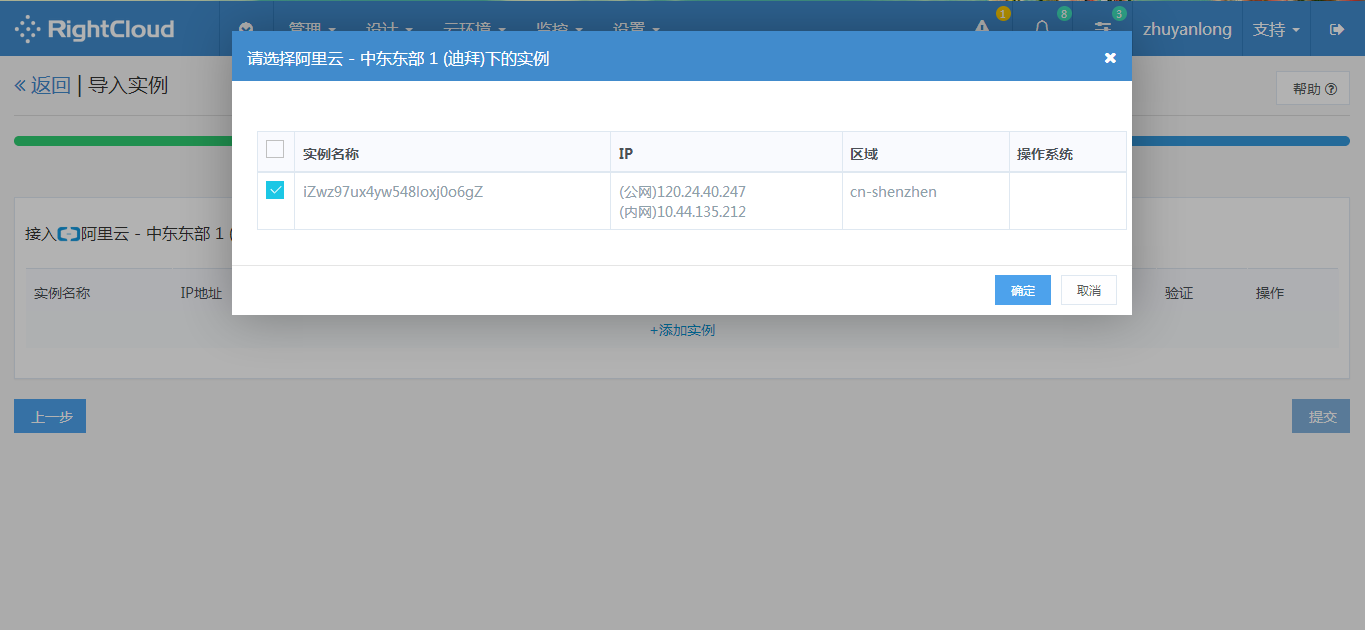 RightCloud
管理 设计 云环境 监控 设置 1 8 3 zhuyanlong 支持
请选择阿里云 - 中东东部 1 (迪拜)下的实例
返回 | 导入实例
帮助
实例名称 IP 区域 操作系统
iZwz97ux4yw548loxj0o6gZ (公网)120.24.40.247 cn-shenzhen
(内网)10.44.135.212
接入阿里云 - 中东东部 1 (
确定 取消
实例名称 IP地址 验证 操作
+添加实例
上一步 提交